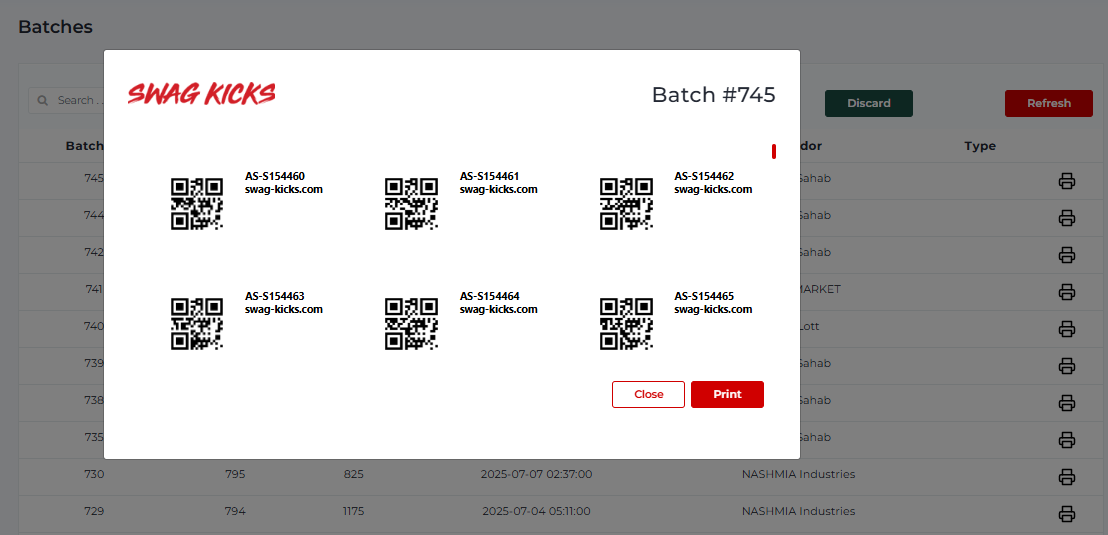 Batches
SWAG KICKS
Batch #745
Search . .
Discard
Refresh
Batch
dor
Type
AS-S154460
swag-kicks.com
AS-S154461
swag-kicks.com
AS-S154462
swag-kicks.com
745
Sahab
744
Sahab
742
Sahab
AS-S154463
swag-kicks.com
AS-S154464
swag-kicks.com
AS-S154465
swag-kicks.com
741
MARKET
740
Lott
739
Sahab
Close
Print
738
Sahab
735
Sahab
730 795 825 2025-07-07 02:37:00 NASHMIA Industries
729 794 1175 2025-07-04 05:11:00 NASHMIA Industries